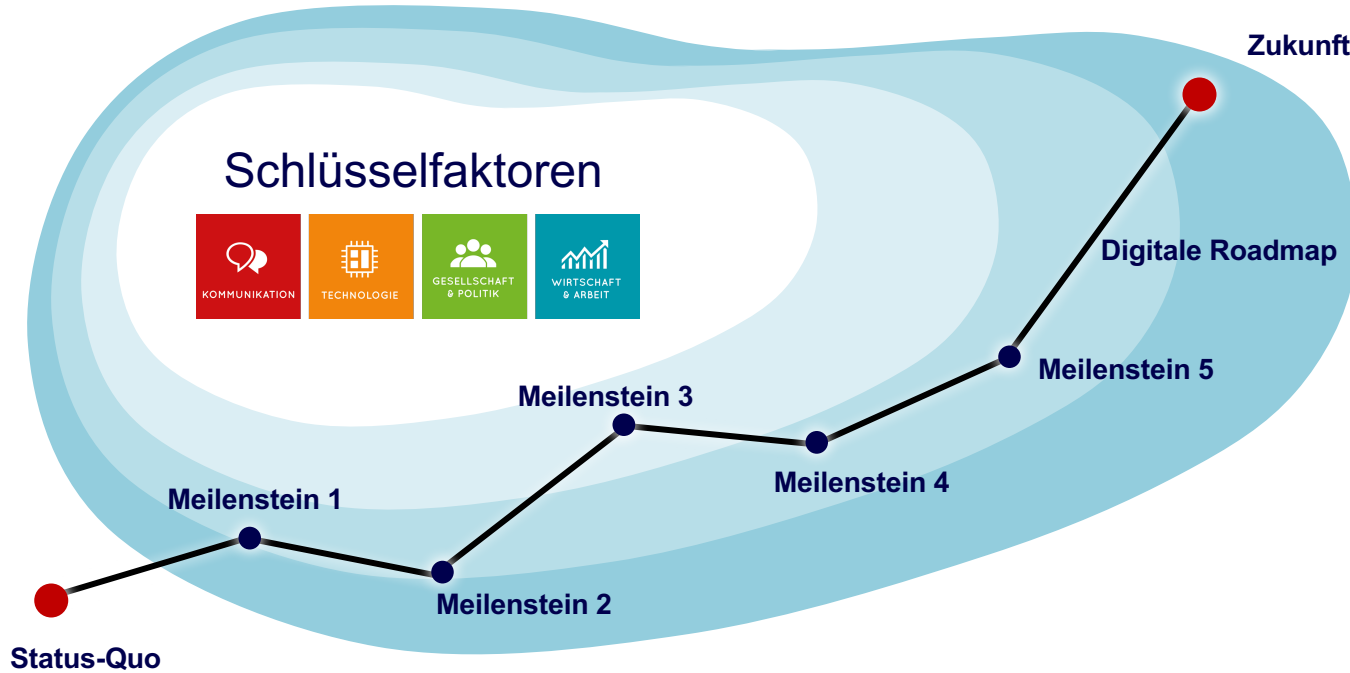 Zukunft
Schlüsselfaktoren
KOMMUNIKATION
TECHNOLOGIE
GESELLSCHAFT
& POLITIK
WIRTSCHAFT
& ARBEIT
Digitale Roadmap
Meilenstein 5
Meilenstein 3
Meilenstein 4
Meilenstein 1
Meilenstein 2
Status-Quo